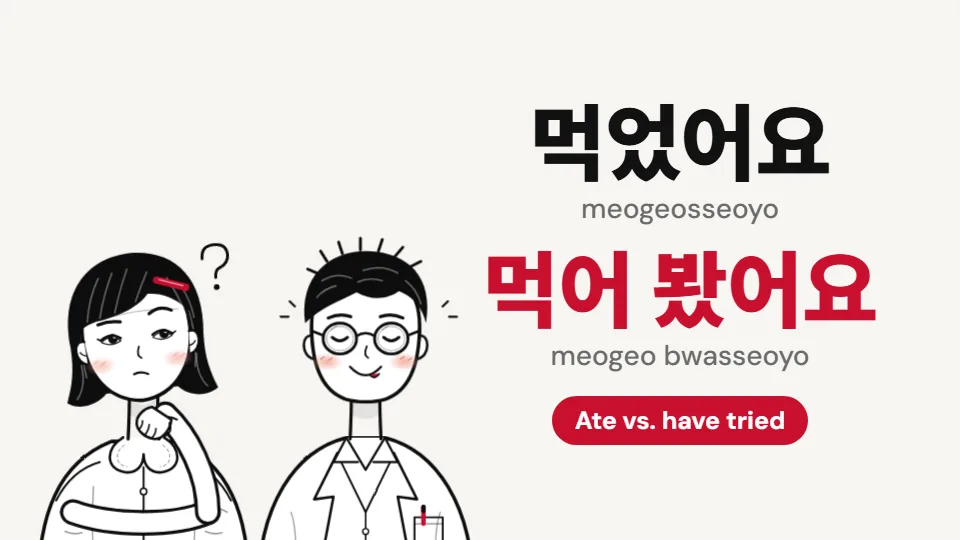 먹었어요
meogeosseoyo
먹어 봤어요
meogeo bwasseoyo
Ate vs. have tried
?